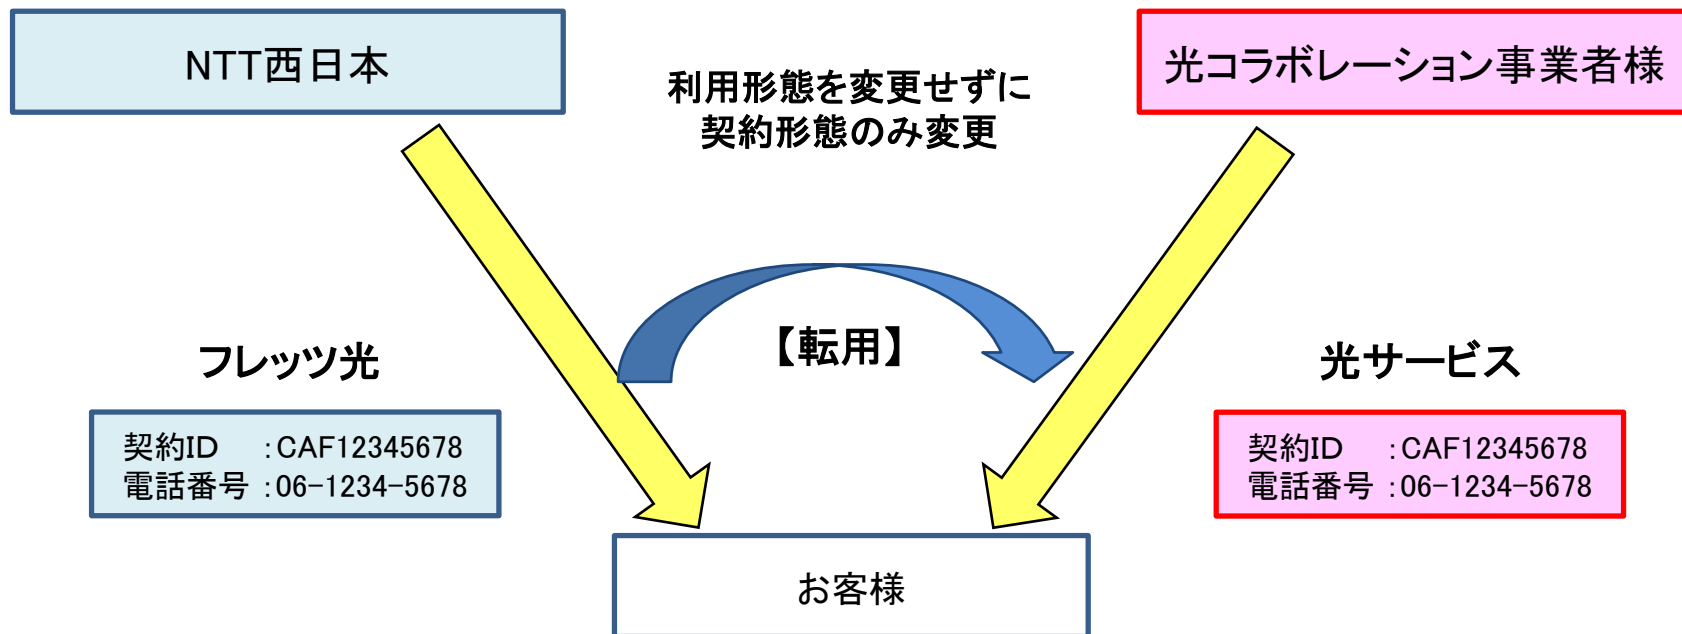 NTT西日本
光コラボレーション事業者様
利用形態を変更せずに
契約形態のみ変更
【転用】
フレッツ光
契約ID :CAF12345678
電話番号 :06-1234-5678
光サービス
契約ID :CAF12345678
電話番号 :06-1234-5678
お客様